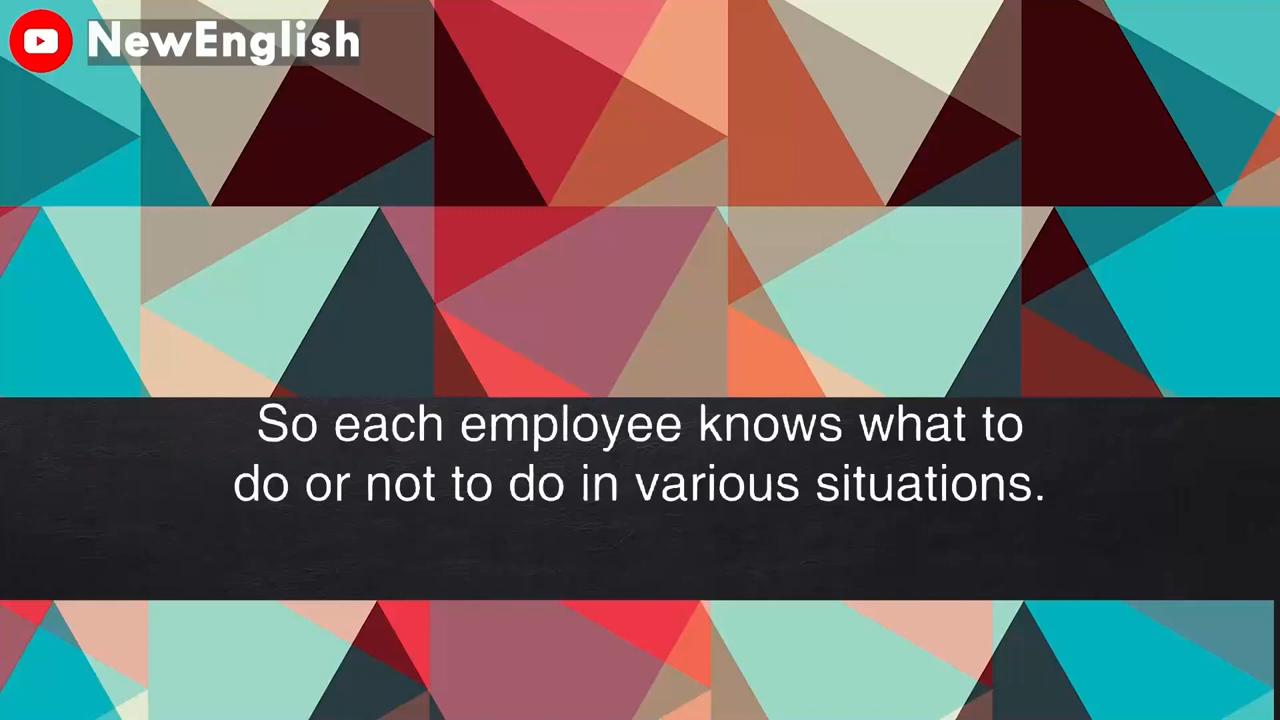 NewEnglish
So each employee knows what to
do or not to do in various situations.